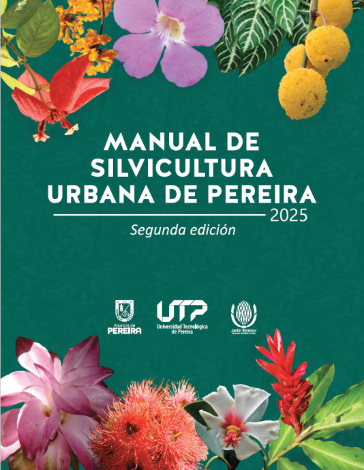 MANUAL DE
SILVICULTURA
URBANA DE PEREIRA
2025
Segunda edición
PEREIRA
UTP
Universidad Tecnológica
de Pereira